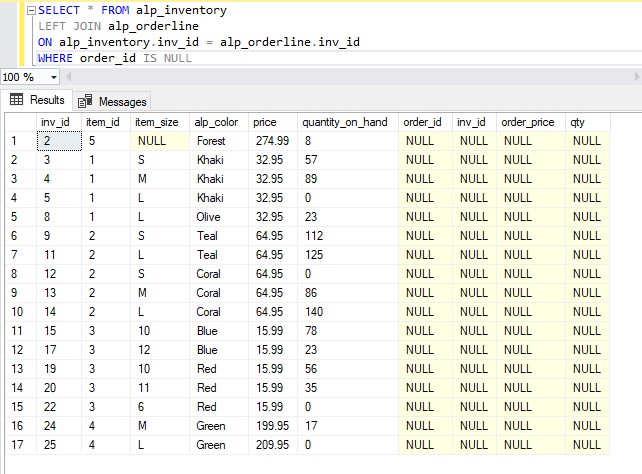 SELECT * FROM alp_inventory
LEFT JOIN alp_orderline
ON alp_inventory.inv_id = alp_orderline.inv_id
WHERE order_id IS NULL
100 %
Results Messages
inv_id item_id item_size alp_color price quantity_on_hand order_id inv_id order_price qty
1 2 5 NULL Forest 274.99 8 NULL NULL NULL NULL
2 3 1 S Khaki 32.95 57 NULL NULL NULL NULL
3 4 1 M Khaki 32.95 89 NULL NULL NULL NULL
4 5 1 L Khaki 32.95 0 NULL NULL NULL NULL
5 8 1 L Olive 32.95 23 NULL NULL NULL NULL
6 9 2 S Teal 64.95 112 NULL NULL NULL NULL
7 11 2 L Teal 64.95 125 NULL NULL NULL NULL
8 12 2 S Coral 64.95 0 NULL NULL NULL NULL
9 13 2 M Coral 64.95 86 NULL NULL NULL NULL
10 14 2 L Coral 64.95 140 NULL NULL NULL NULL
11 15 3 10 Blue 15.99 78 NULL NULL NULL NULL
12 17 3 12 Blue 15.99 23 NULL NULL NULL NULL
13 19 3 10 Red 15.99 56 NULL NULL NULL NULL
14 20 3 11 Red 15.99 35 NULL NULL NULL NULL
15 22 3 6 Red 15.99 0 NULL NULL NULL NULL
16 24 4 M Green 199.95 17 NULL NULL NULL NULL
17 25 4 L Green 209.95 0 NULL NULL NULL NULL